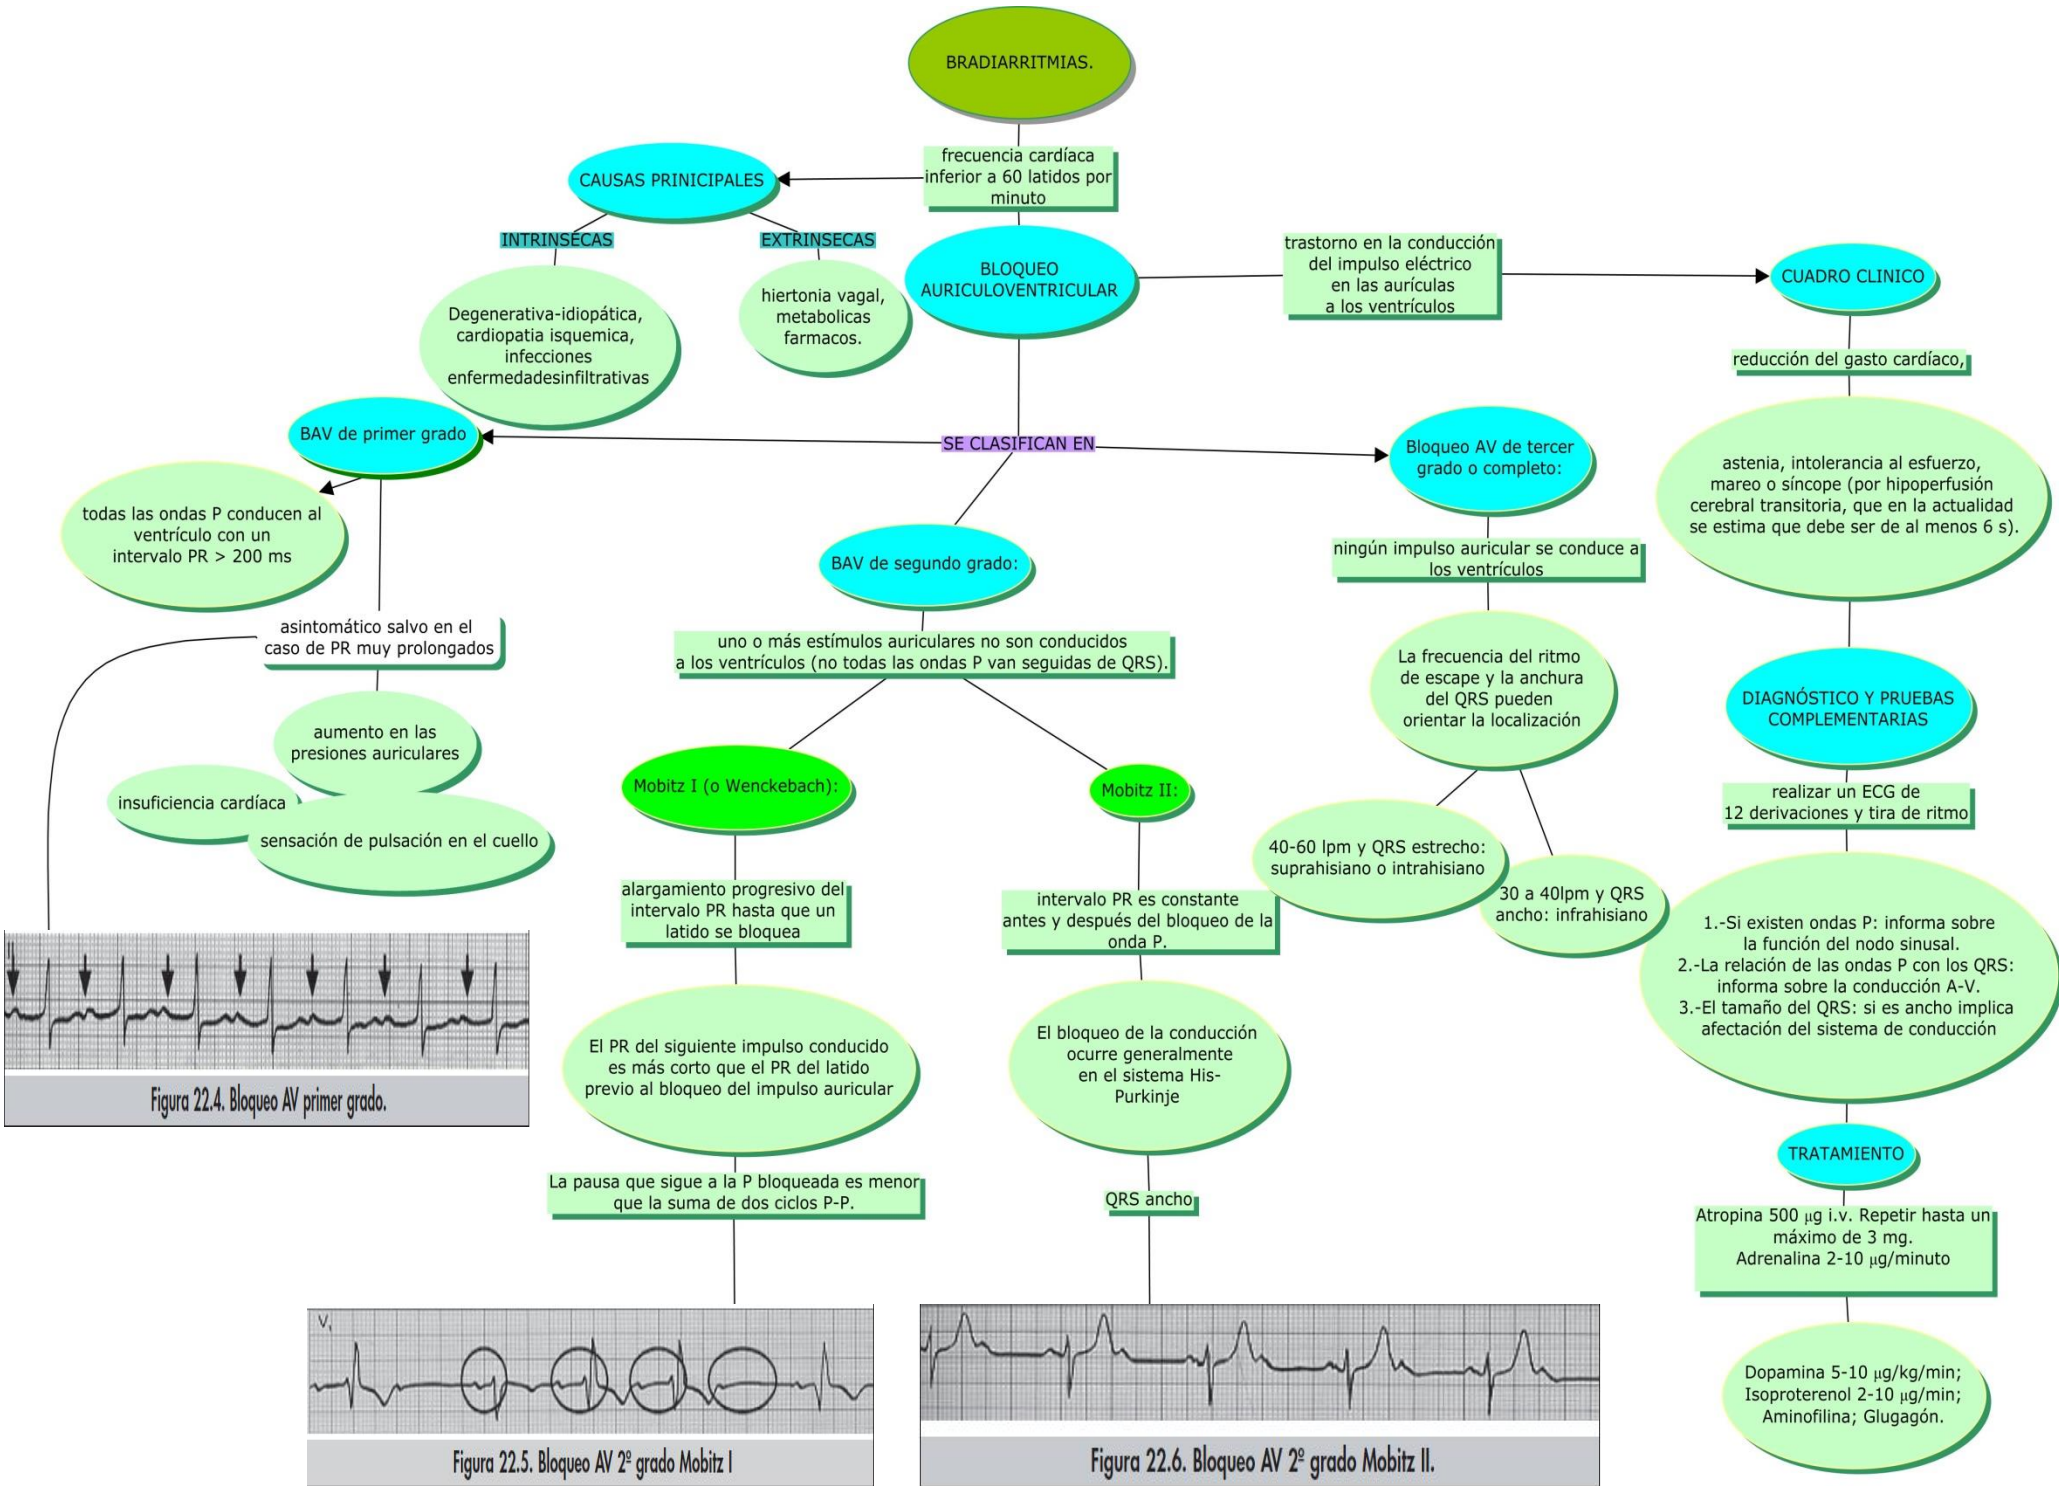 BRADIARRITMIAS.
frecuencia cardíaca
inferior a 60 latidos por
minuto
CAUSAS PRINICIPALES
INTRINSECAS
EXTRINSECAS
Degenerativa-idiopática,
cardiopatia isquemica,
infecciones
enfermedadesinfiltrativas
hiertonia vagal,
metabolicas
farmacos.
BLOQUEO
AURICULOVENTRICULAR
trastorno en la conducción
del impulso eléctrico
en las aurículas
a los ventrículos
CUADRO CLINICO
reducción del gasto cardíaco,
astenia, intolerancia al esfuerzo,
mareo o síncope (por hipoperfusión
cerebral transitoria, que en la actualidad
se estima que debe ser de al menos 6 s).
DIAGNÓSTICO Y PRUEBAS
COMPLEMENTARIAS
realizar un ECG de
12 derivaciones y tira de ritmo
1.-Si existen ondas P: informa sobre
la función del nodo sinusal.
2.-La relación de las ondas P con los QRS:
informa sobre la conducción A-V.
3.-El tamaño del QRS: si es ancho implica
afectación del sistema de conducción
TRATAMIENTO
Atropina 500 µg i.v. Repetir hasta un
máximo de 3 mg.
Adrenalina 2-10 µg/minuto
Dopamina 5-10 µg/kg/min;
Isoproterenol 2-10 µg/min;
Aminofilina; Glugagón.
SE CLASIFICAN EN
BAV de primer grado
todas las ondas P conducen al
ventrículo con un
intervalo PR > 200 ms
asintomático salvo en el
caso de PR muy prolongados
aumento en las
presiones auriculares
insuficiencia cardíaca
sensación de pulsación en el cuello
II
Figura 22.4. Bloqueo AV primer grado.
BAV de segundo grado:
uno o más estímulos auriculares no son conducidos
a los ventrículos (no todas las ondas P van seguidas de QRS).
Mobitz I (o Wenckebach):
alargamiento progresivo del
intervalo PR hasta que un
latido se bloquea
El PR del siguiente impulso conducido
es más corto que el PR del latido
previo al bloqueo del impulso auricular
La pausa que sigue a la P bloqueada es menor
que la suma de dos ciclos P-P.
V1
Figura 22.5. Bloqueo AV 2º grado Mobitz I
Mobitz II:
intervalo PR es constante
antes y después del bloqueo de la
onda P.
El bloqueo de la conducción
ocurre generalmente
en el sistema His-
Purkinje
QRS ancho
Figura 22.6. Bloqueo AV 2º grado Mobitz II.
Bloqueo AV de tercer
grado o completo:
ningún impulso auricular se conduce a
los ventrículos
La frecuencia del ritmo
de escape y la anchura
del QRS pueden
orientar la localización
40-60 lpm y QRS estrecho:
suprahisiano o intrahisiano
30 a 40lpm y QRS
ancho: infrahisiano